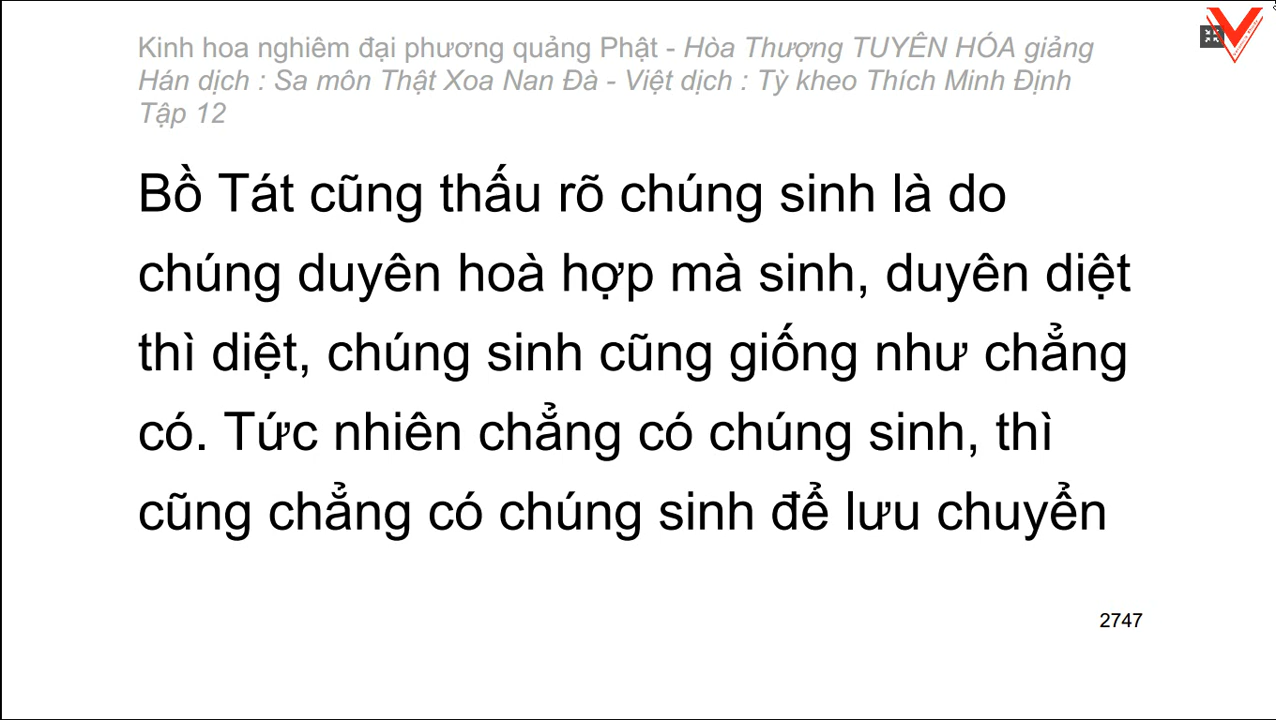 Kinh hoa nghiêm đại phương quảng Phật - Hòa Thượng TUYÊN HÓA giảng
Hán dịch : Sa môn Thật Xoa Nan Đà - Việt dịch : Tỳ kheo Thích Minh Định
Tập 12
Bồ Tát cũng thấu rõ chúng sinh là do
chúng duyên hoà hợp mà sinh, duyên diệt
thì diệt, chúng sinh cũng giống như chẳng
có. Tức nhiên chẳng có chúng sinh, thì
cũng chẳng có chúng sinh để lưu chuyển
2747